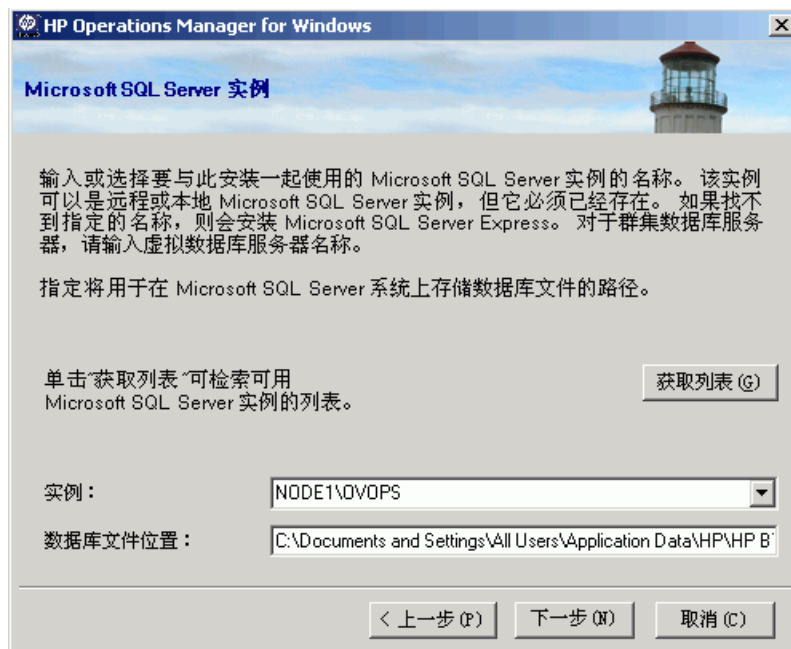 HP Operations Manager for Windows
Microsoft SQL Server 实例
输入或选择要与此安装一起使用的 Microsoft SQL Server 实例的名称。 该实例
可以是远程或本地 Microsoft SQL Server 实例，但它必须已经存在。 如果找不
到指定的名称，则会安装 Microsoft SQL Server Express。 对于群集数据库服务
器，请输入虚拟数据库服务器名称。
指定将用于在 Microsoft SQL Server 系统上存储数据库文件的路径。
单击“获取列表”可检索可用
Microsoft SQL Server 实例的列表。
获取列表(G)
实例：
NODE1\OVOPS
数据库文件位置：
C:\Documents and Settings\All Users\Application Data\HP\HP B
< 上一步(P)
下一步(N)
取消(C)